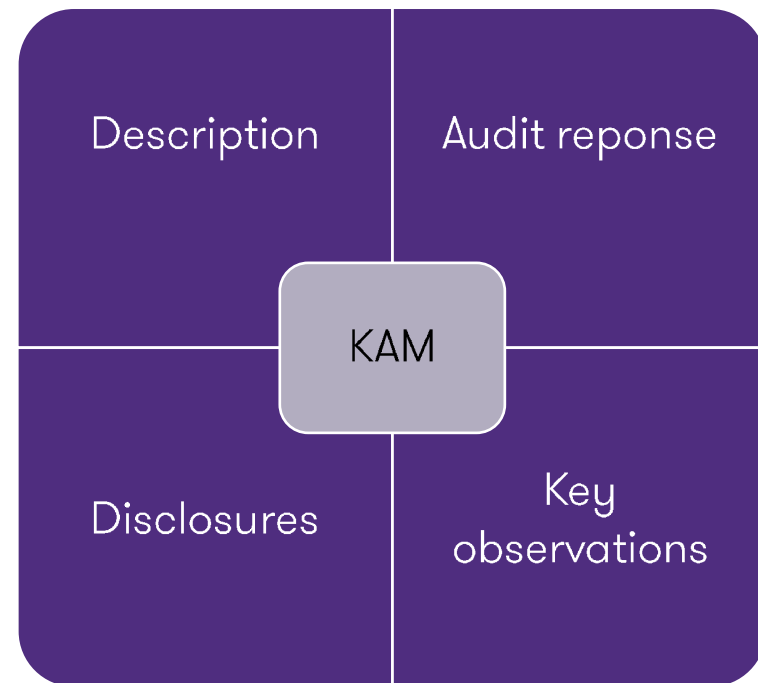 Description
Audit reponse
KAM
Disclosures
Key
observations